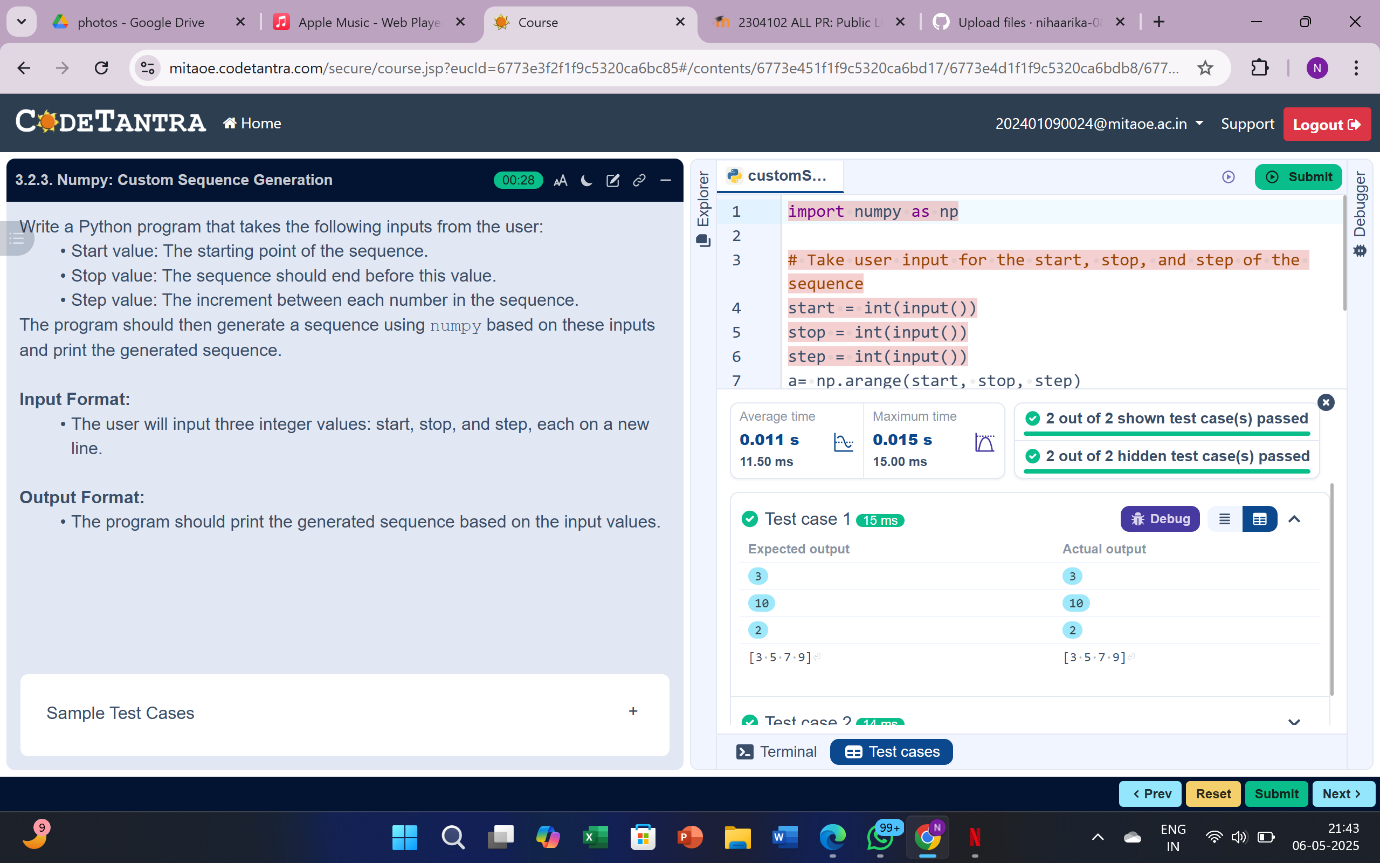 photos - Google Drive
Apple Music - Web Playe
Course
2304102 ALL PR: Public L
Upload files · nihaarika-0
mitaoe.codetantra.com/secure/course.jsp?eucId=6773e3f2f1f9c5320ca6bc85#/contents/6773e451f1f9c5320ca6bd17/6773e4d1f1f9c5320ca6bdb8/677...
N
CODETANTRA
Home
202401090024@mitaoe.ac.in
Support
Logout
3.2.3. Numpy: Custom Sequence Generation
00:28
AA
Write a Python program that takes the following inputs from the user:
• Start value: The starting point of the sequence.
• Stop value: The sequence should end before this value.
• Step value: The increment between each number in the sequence.
The program should then generate a sequence using numpy based on these inputs
and print the generated sequence.
Input Format:
• The user will input three integer values: start, stop, and step, each on a new
line.
Output Format:
• The program should print the generated sequence based on the input values.
Sample Test Cases
+
Explorer
customS...
Submit
Debugger
1 import numpy as np
2
3 # Take user input for the start, stop, and step of the
sequence
4 start = int(input())
5 stop = int(input())
6 step = int(input())
7 a= np.arange(start, stop, step)
Average time
0.011 s
11.50 ms
Maximum time
0.015 s
15.00 ms
2 out of 2 shown test case(s) passed
2 out of 2 hidden test case(s) passed
Test case 1 15 ms
Debug
Expected output Actual output
3 3
10 10
2 2
[3·5·7·9] [3·5·7·9]
Test case 2 14 ms
Terminal
Test cases
< Prev
Reset
Submit
Next >
9
99+
N
ENG
IN
21:43
06-05-2025